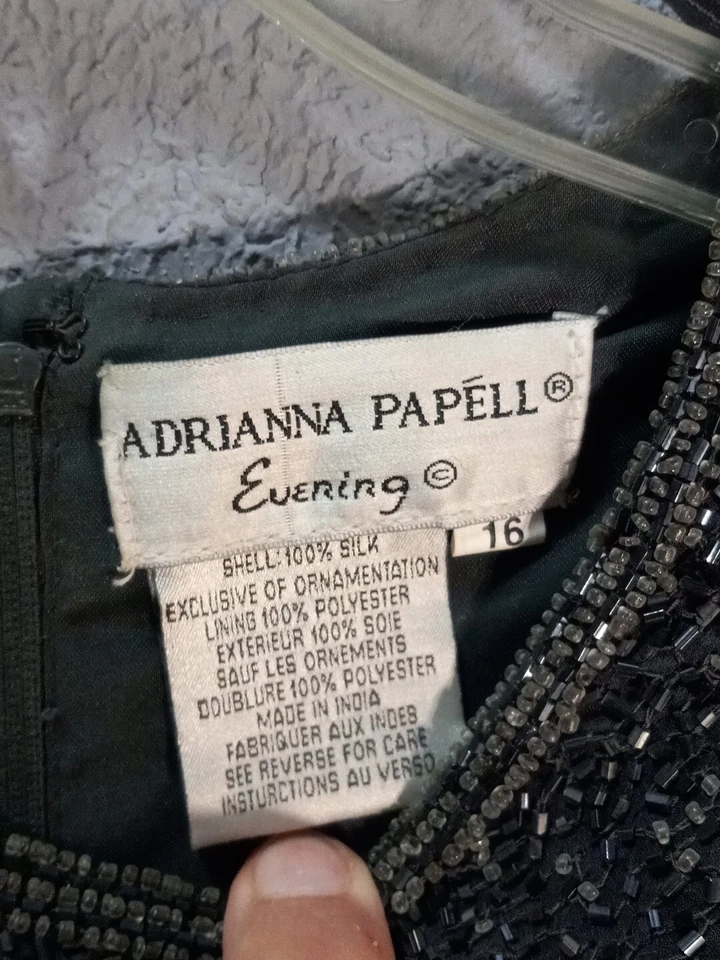 ADRIANNA PAPÉLL®
Evening ©
16
SHELL: 100% SILK
EXCLUSIVE OF ORNAMENTATION
LINING 100% POLYESTER
EXTERIEUR 100% SOIE
SAUF LES ORNEMENTS
DOUBLURE 100% POLYESTER
MADE IN INDIA
FABRIQUER AUX INDES
SEE REVERSE FOR CARE
INSTURCTIONS AU VERSO